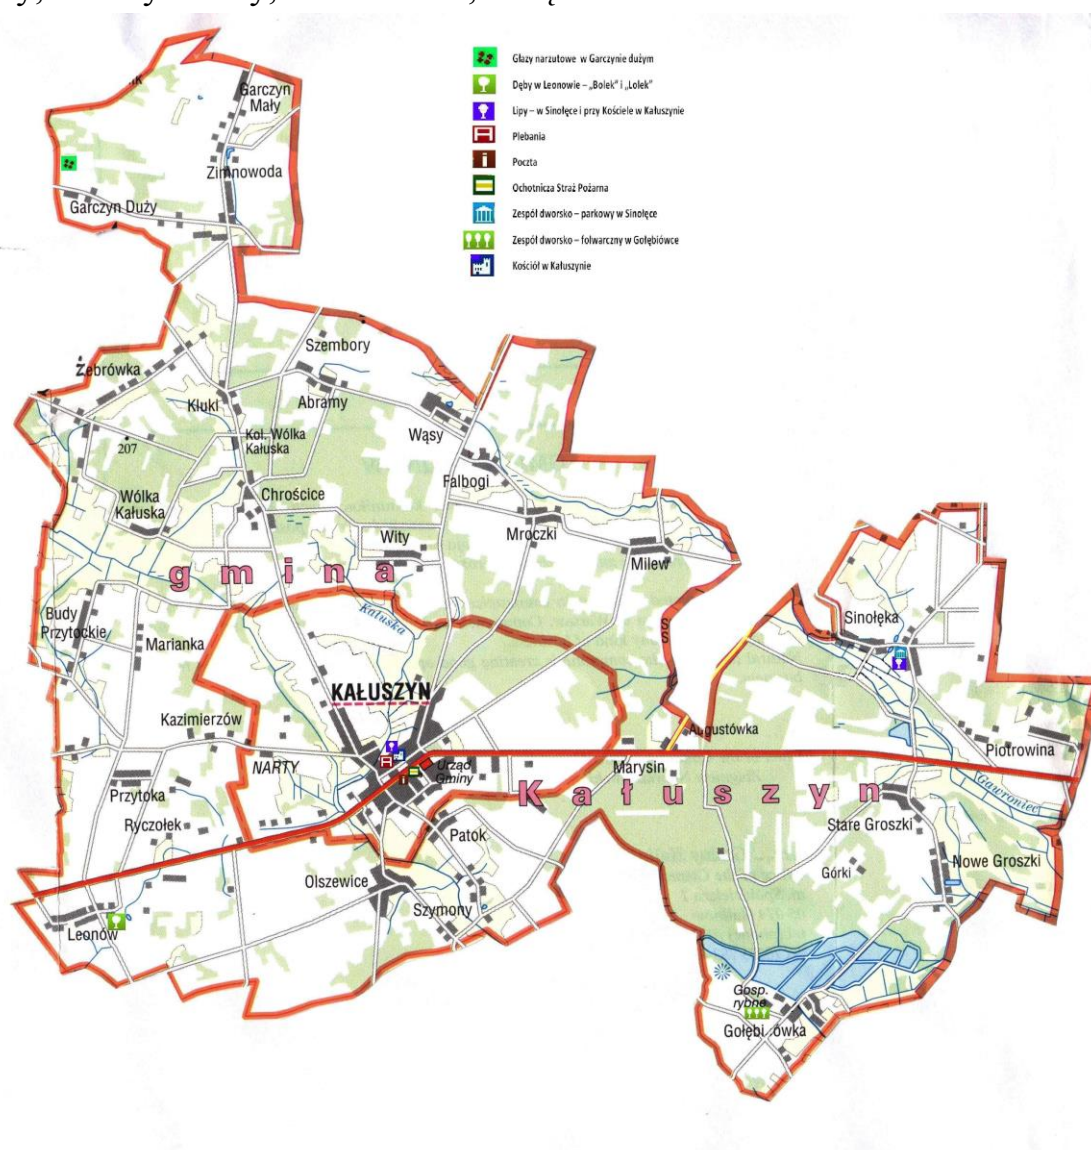 Głazy narzutowe w Garczynie dużym
Dęby w Leonowie – „Bolek” i „Lolek”
Lipy – w Sinołęce i przy Kościele w Kałuszynie
Plebania
Poczta
Ochotnicza Straż Pożarna
Zespół dworsko – parkowy w Sinołęce
Zespół dworsko – folwarczny w Gołębiówce
Kościół w Kałuszynie
Garczyn
Mały
Zimnowoda
Garczyn Duży
Szembory
Żebrówka
Kluki
Abramy
Wąsy
Kol. Wólka
Kałuska
207
Falbogi
Chrościce
Wólka
Kałuska
Wity
Mroczki
Milew
gmina
Kałuska
Budy
Przytockie
Marianka
Sinołęka
KAŁUSZYN
Kazimierzów
Augustówka
Piotrowina
NARTY
Urząd
Gminy
Marysin
Gawroniec
Przytoka
Kałuszyn
Ryczołek
Patok
Stare Groszki
Nowe Groszki
Górki
Olszewice
Szymony
Leonów
Gosp.
rybne
Gołębi ówka